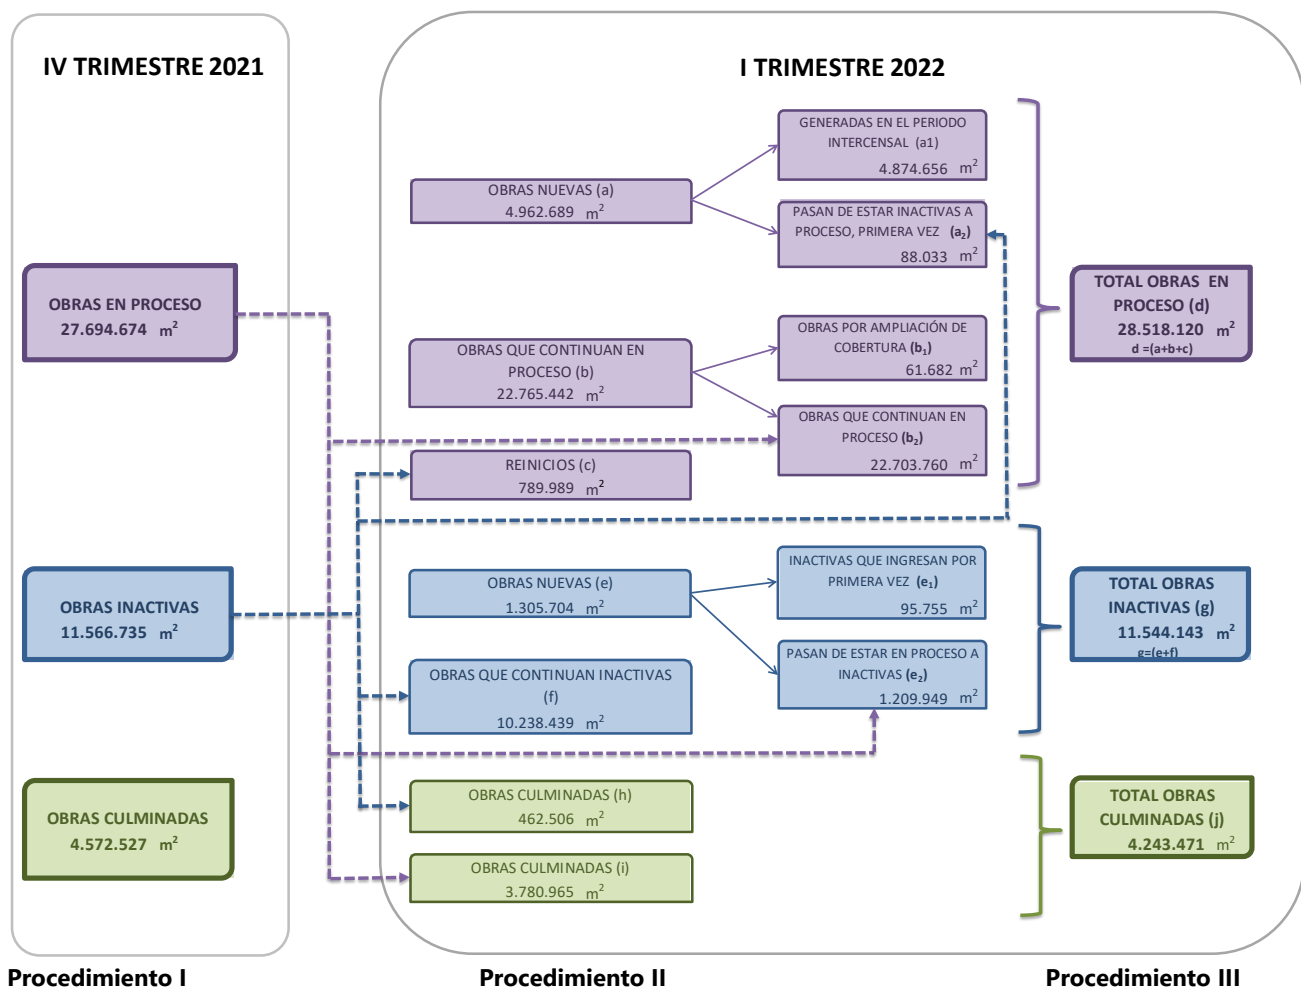 IV TRIMESTRE 2021
OBRAS EN PROCESO
27.694.674 m²
OBRAS INACTIVAS
11.566.735 m²
OBRAS CULMINADAS
4.572.527 m²
I TRIMESTRE 2022
OBRAS NUEVAS (a)
4.962.689 m²
GENERADAS EN EL PERIODO
INTERCENSAL (a1)
4.874.656 m²
PASAN DE ESTAR INACTIVAS A
PROCESO, PRIMERA VEZ (a₂)
88.033 m²
OBRAS QUE CONTINUAN EN
PROCESO (b)
22.765.442 m²
OBRAS POR AMPLIACIÓN DE
COBERTURA (b₁)
61.682 m²
OBRAS QUE CONTINUAN EN
PROCESO (b₂)
22.703.760 m²
REINICIOS (c)
789.989 m²
TOTAL OBRAS EN
PROCESO (d)
28.518.120 m²
d =(a+b+c)
OBRAS NUEVAS (e)
1.305.704 m²
INACTIVAS QUE INGRESAN POR
PRIMERA VEZ (e₁)
95.755 m²
PASAN DE ESTAR EN PROCESO A
INACTIVAS (e₂)
1.209.949 m²
OBRAS QUE CONTINUAN INACTIVAS
(f)
10.238.439 m²
TOTAL OBRAS
INACTIVAS (g)
11.544.143 m²
g=(e+f)
OBRAS CULMINADAS (h)
462.506 m²
OBRAS CULMINADAS (i)
3.780.965 m²
TOTAL OBRAS
CULMINADAS (j)
4.243.471 m²
Procedimiento I
Procedimiento II
Procedimiento III